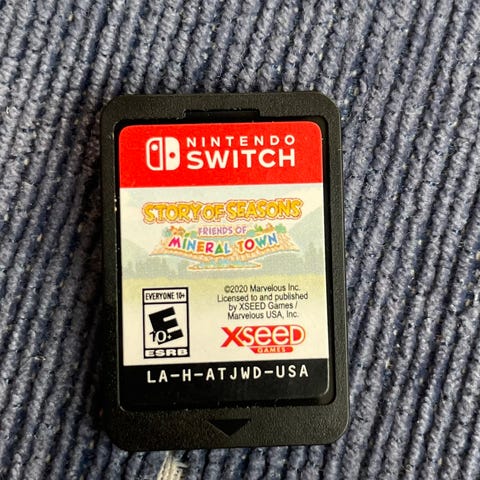 NINTENDO
SWITCH
STORY OF SEASONS
FRIENDS OF
MINERAL TOWN
EVERYONE 10+
E
10+
ESRB
©2020 Marvelous Inc.
Licensed to and published
by XSEED Games /
Marvelous USA, Inc.
XSEED
GAMES
LA-H-ATJWD-USA